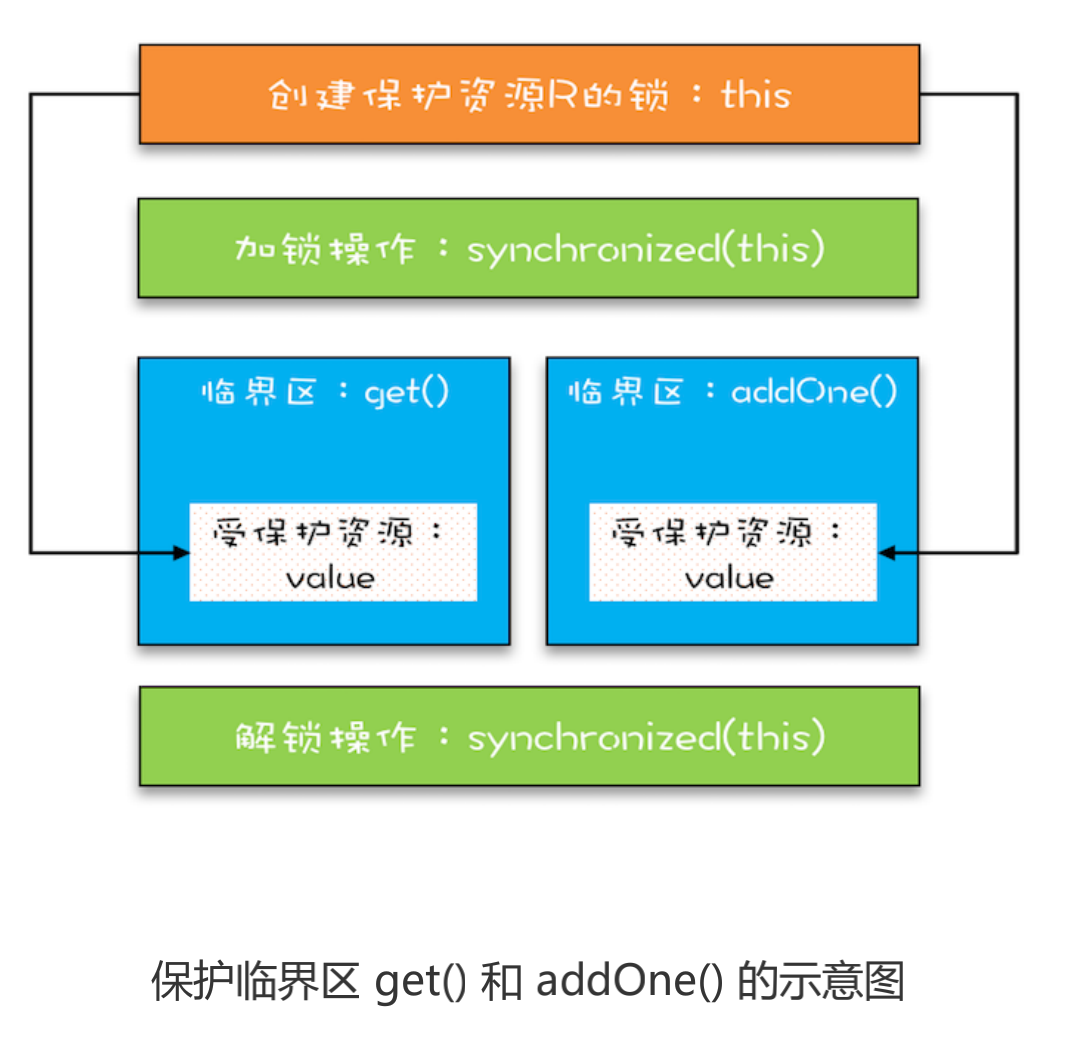 创建保护资源R的锁：this
加锁操作：synchronized(this)
临界区：get()
受保护资源：
value
临界区：addOne()
受保护资源：
value
解锁操作：synchronized(this)
保护临界区 get() 和 addOne() 的示意图